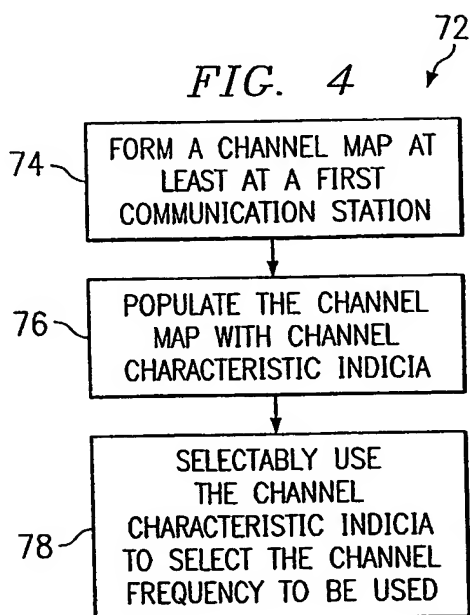 72
FIG. 4
74
FORM A CHANNEL MAP AT
LEAST AT A FIRST
COMMUNICATION STATION
76
POPULATE THE CHANNEL
MAP WITH CHANNEL
CHARACTERISTIC INDICIA
78
SELECTABLY USE
THE CHANNEL
CHARACTERISTIC INDICIA
TO SELECT THE CHANNEL
FREQUENCY TO BE USED